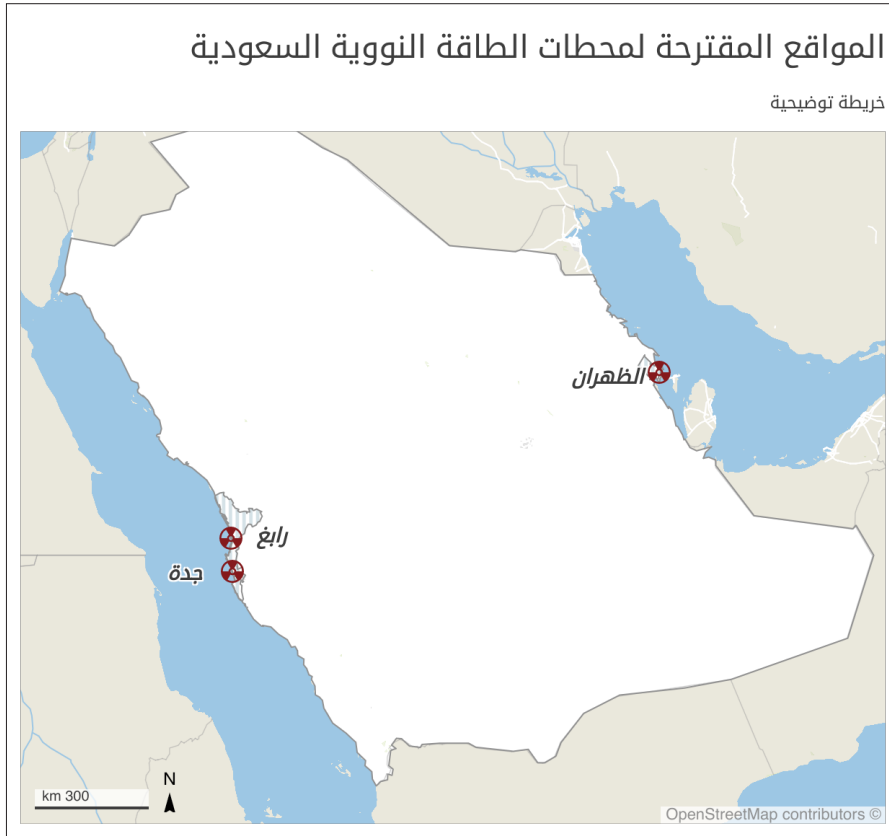 المواقع المقترحة لمحطات الطاقة النووية السعودية
خريطة توضيحية
الظهران
رابغ
جدة
N
km 300
OpenStreetMap contributors ©